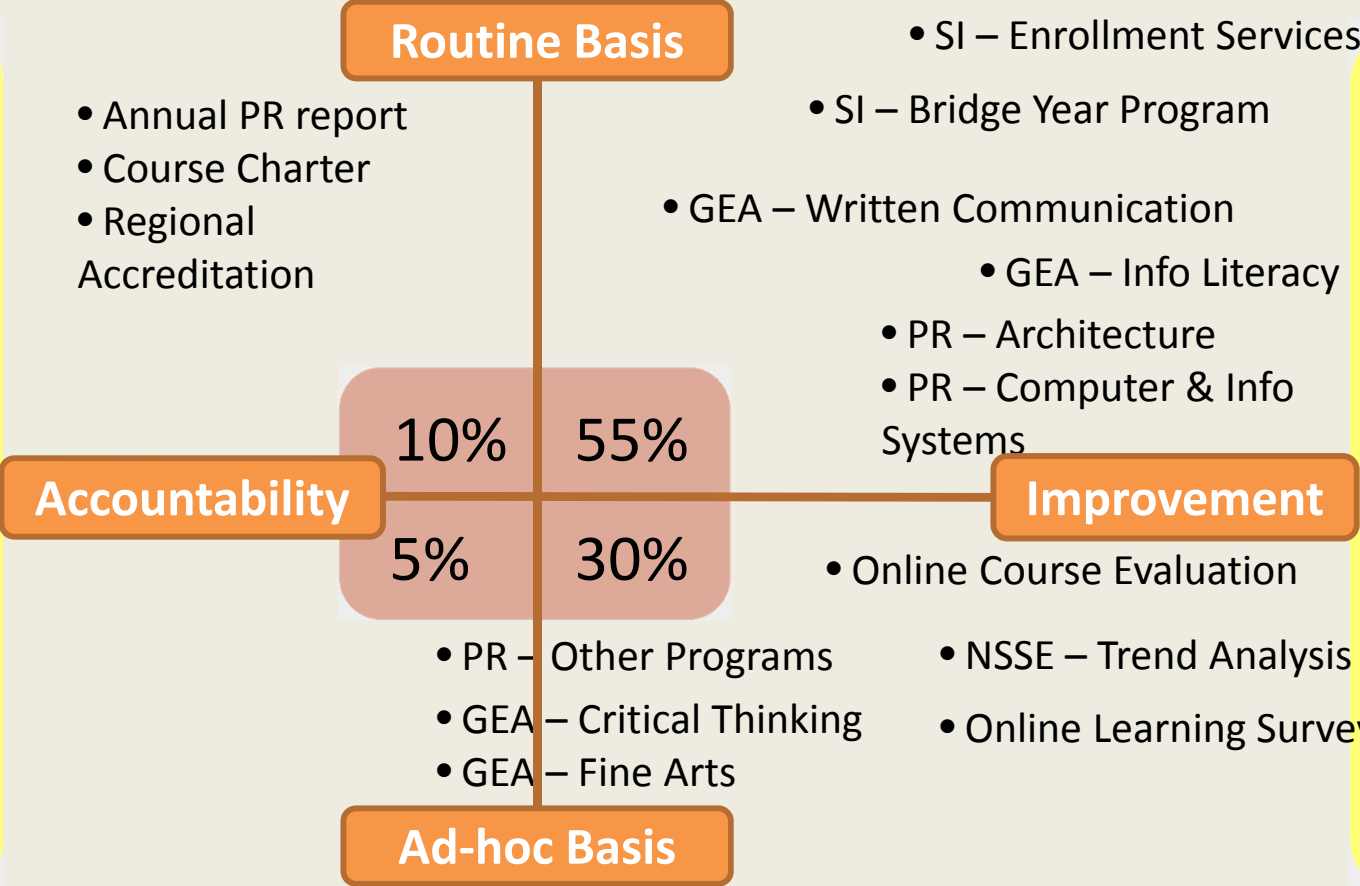 Routine Basis
• SI – Enrollment Services
• SI – Bridge Year Program
• Annual PR report
• Course Charter
• Regional
Accreditation
• GEA – Written Communication
• GEA – Info Literacy
• PR – Architecture
• PR – Computer & Info
Systems
10% 55%
Accountability
Improvement
5% 30%
• Online Course Evaluation
• PR – Other Programs
• GEA – Critical Thinking
• GEA – Fine Arts
• NSSE – Trend Analysis
• Online Learning Survey
Ad-hoc Basis